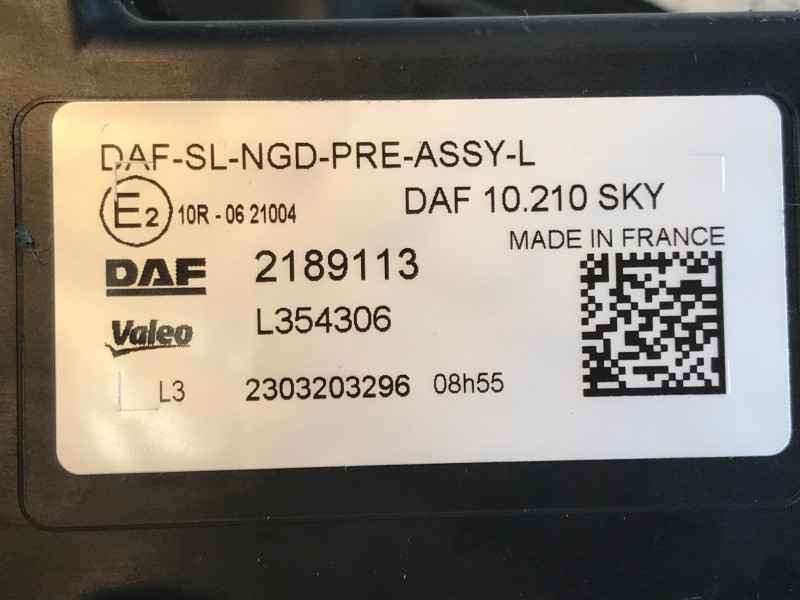 DAF-SL-NGD-PRE-ASSY-L
E2 10R - 06 21004 DAF 10.210 SKY
MADE IN FRANCE
DAF 2189113
Valeo L354306
L3 2303203296 08h55